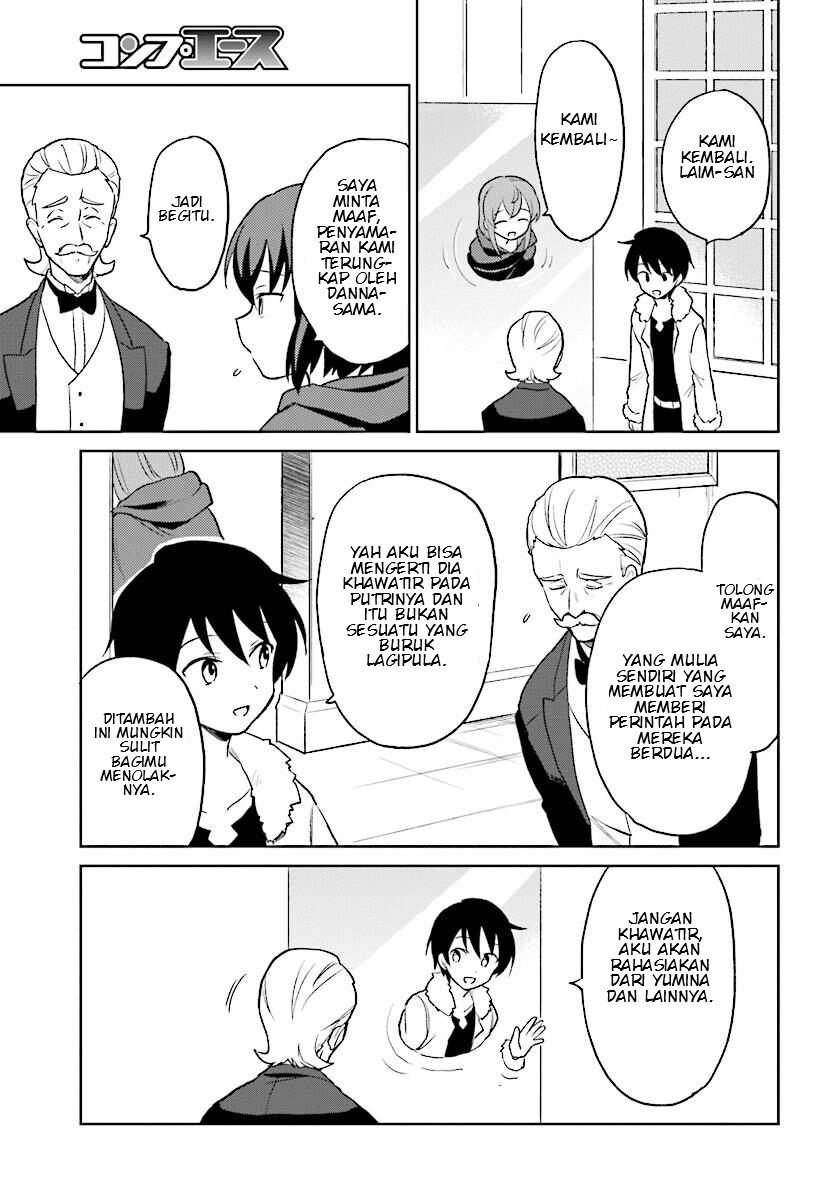 コンプエース
KAMI
KEMBALI.
LAIM-SAN
KAMI
KEMBALI~
SAYA
MINTA
MAAF,
PENYAMA-
RAN KAMI
TERUNG-
KAP OLEH
DANNA-
SAMA.
JADI
BEGITU.
TOLONG
MAAF-
KAN
SAYA.
YANG MULIA
SENDIRI YANG
MEMBUAT SAYA
MEMBERI
PERINTAH PADA
MEREKA
BERDUA...
YAH AKU BISA
MENGERTI DIA
KHAWATIR PADA
PUTRINYA DAN
ITU BUKAN
SESUATU YANG
BURUK
LAGIPULA.
DITAMBAH
INI MUNGKIN
SULIT
BAGIMU
MENOLAK-
NYA.
JANGAN
KHAWATIR,
AKU AKAN
RAHASIAKAN
DARI YUMINA
DAN LAINNYA.